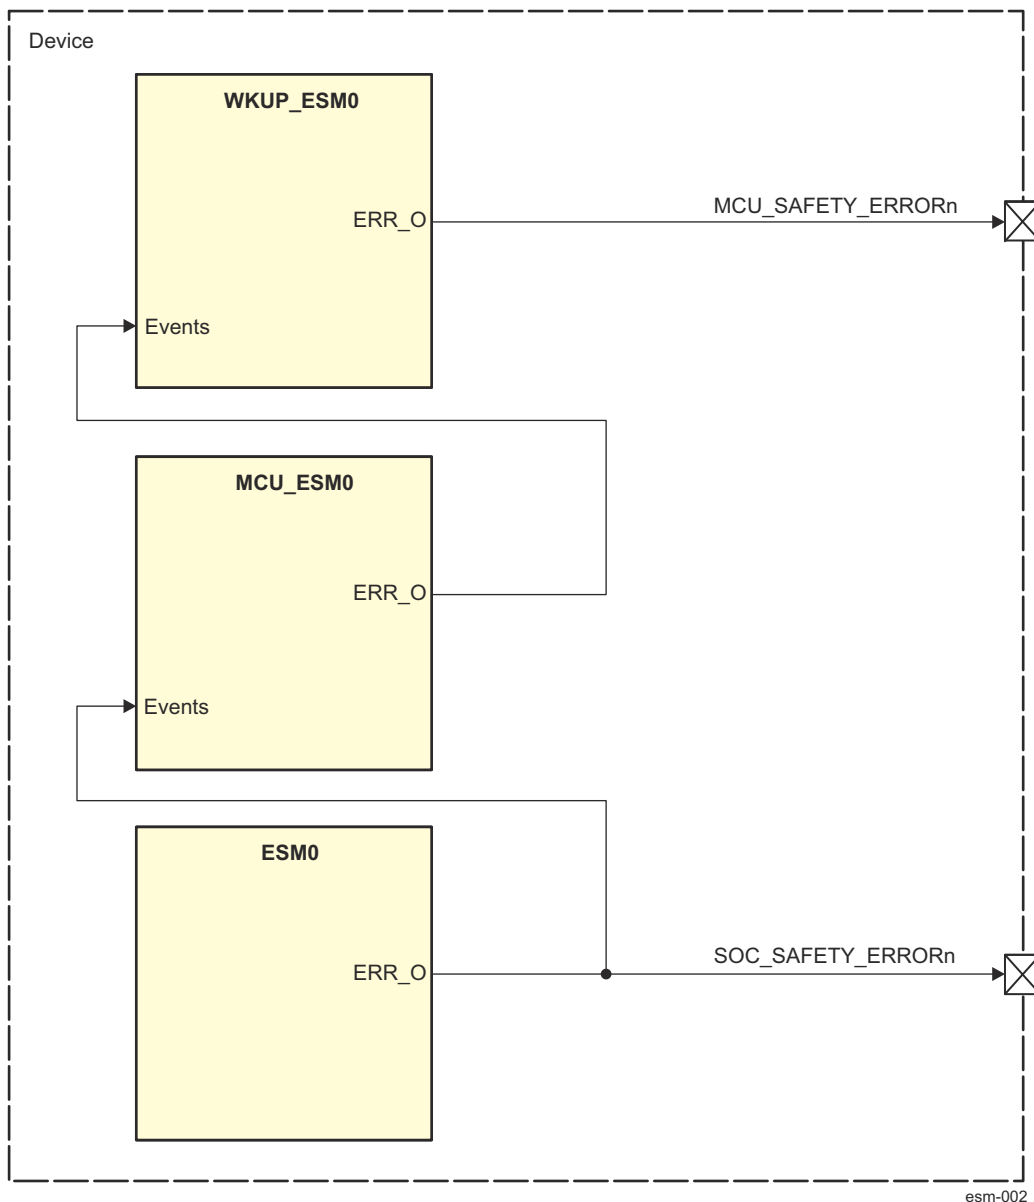 Device
WKUP_ESM0
ERR_O
MCU_SAFETY_ERRORn
Events
MCU_ESM0
ERR_O
Events
ESM0
ERR_O
SOC_SAFETY_ERRORn
esm-002